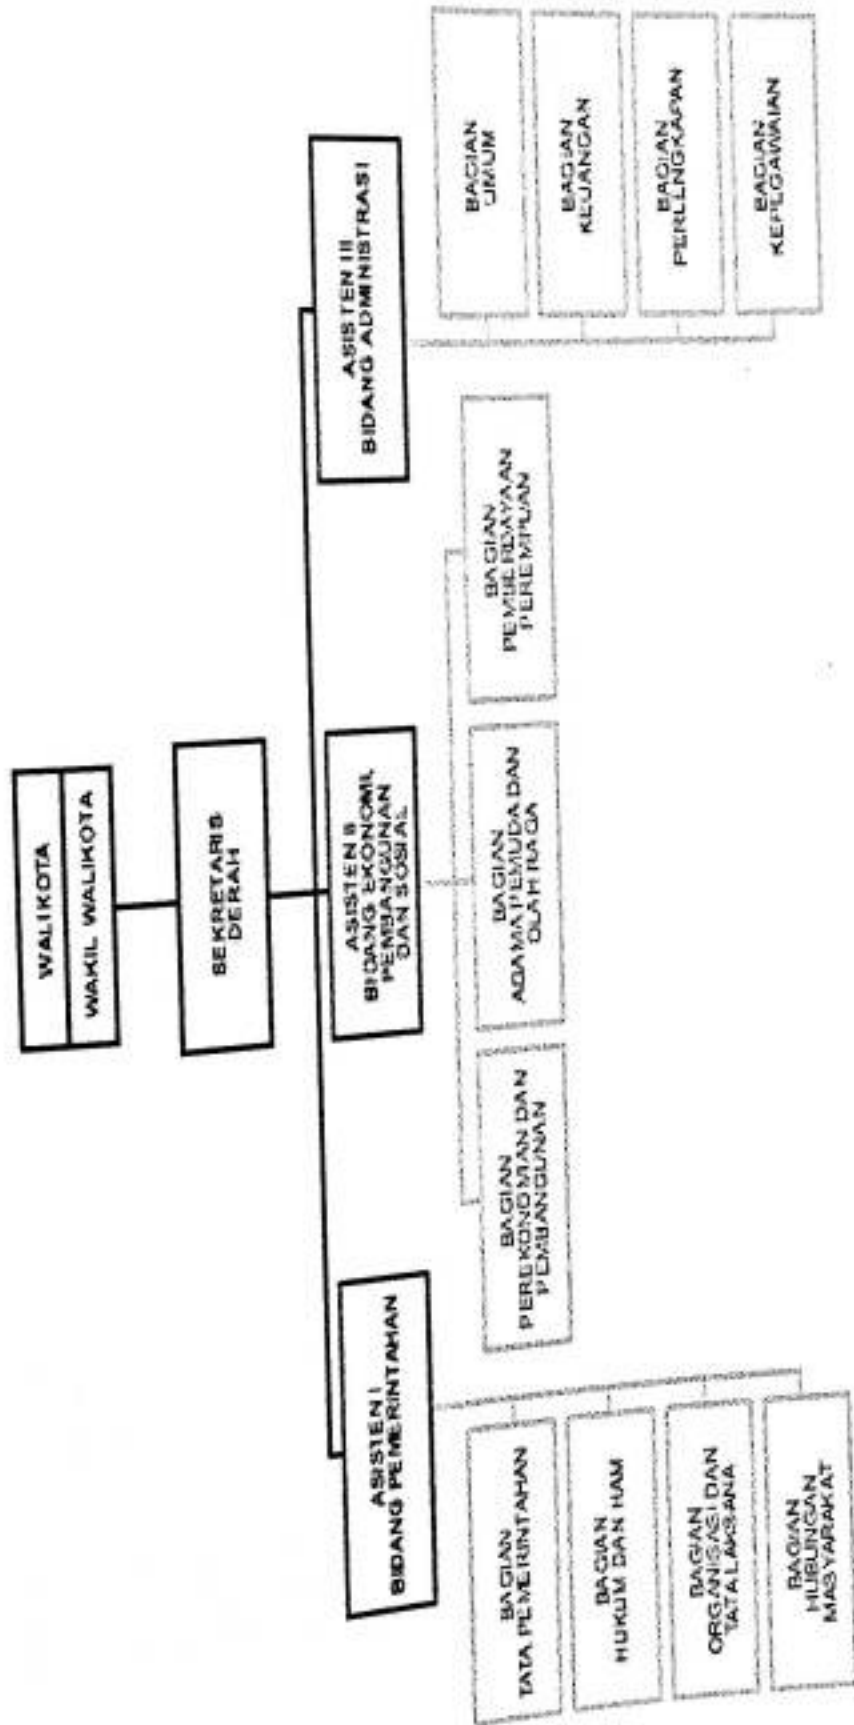 WALIKOTA
WAKIL WALIKOTA
SEKRETARIS
DERAH
ASISTEN I
BIDANG PEMERINTAHAN
ASISTEN II
BIDANG EKONOMI,
PEMBANGUNAN
DAN SOSIAL
ASISTEN III
BIDANG ADMINISTRASI
BAGIAN
TATA PEMERINTAHAN
BAGIAN
HUKUM DAN HAM
BAGIAN
ORGANISASI DAN
TATA LAKSANA
BAGIAN
HUBUNGAN
MASYARAKAT
BAGIAN
PEREKONOMIAN DAN
PEMBANGUNAN
BAGIAN
AGAMA PEMUDA DAN
OLAH RAGA
BAGIAN
PEMBERDAYAAN
PEREMPUAN
BAGIAN
UMUM
BAGIAN
KEUANGAN
BAGIAN
PERLENGKAPAN
BAGIAN
KEPEGAWAIAN